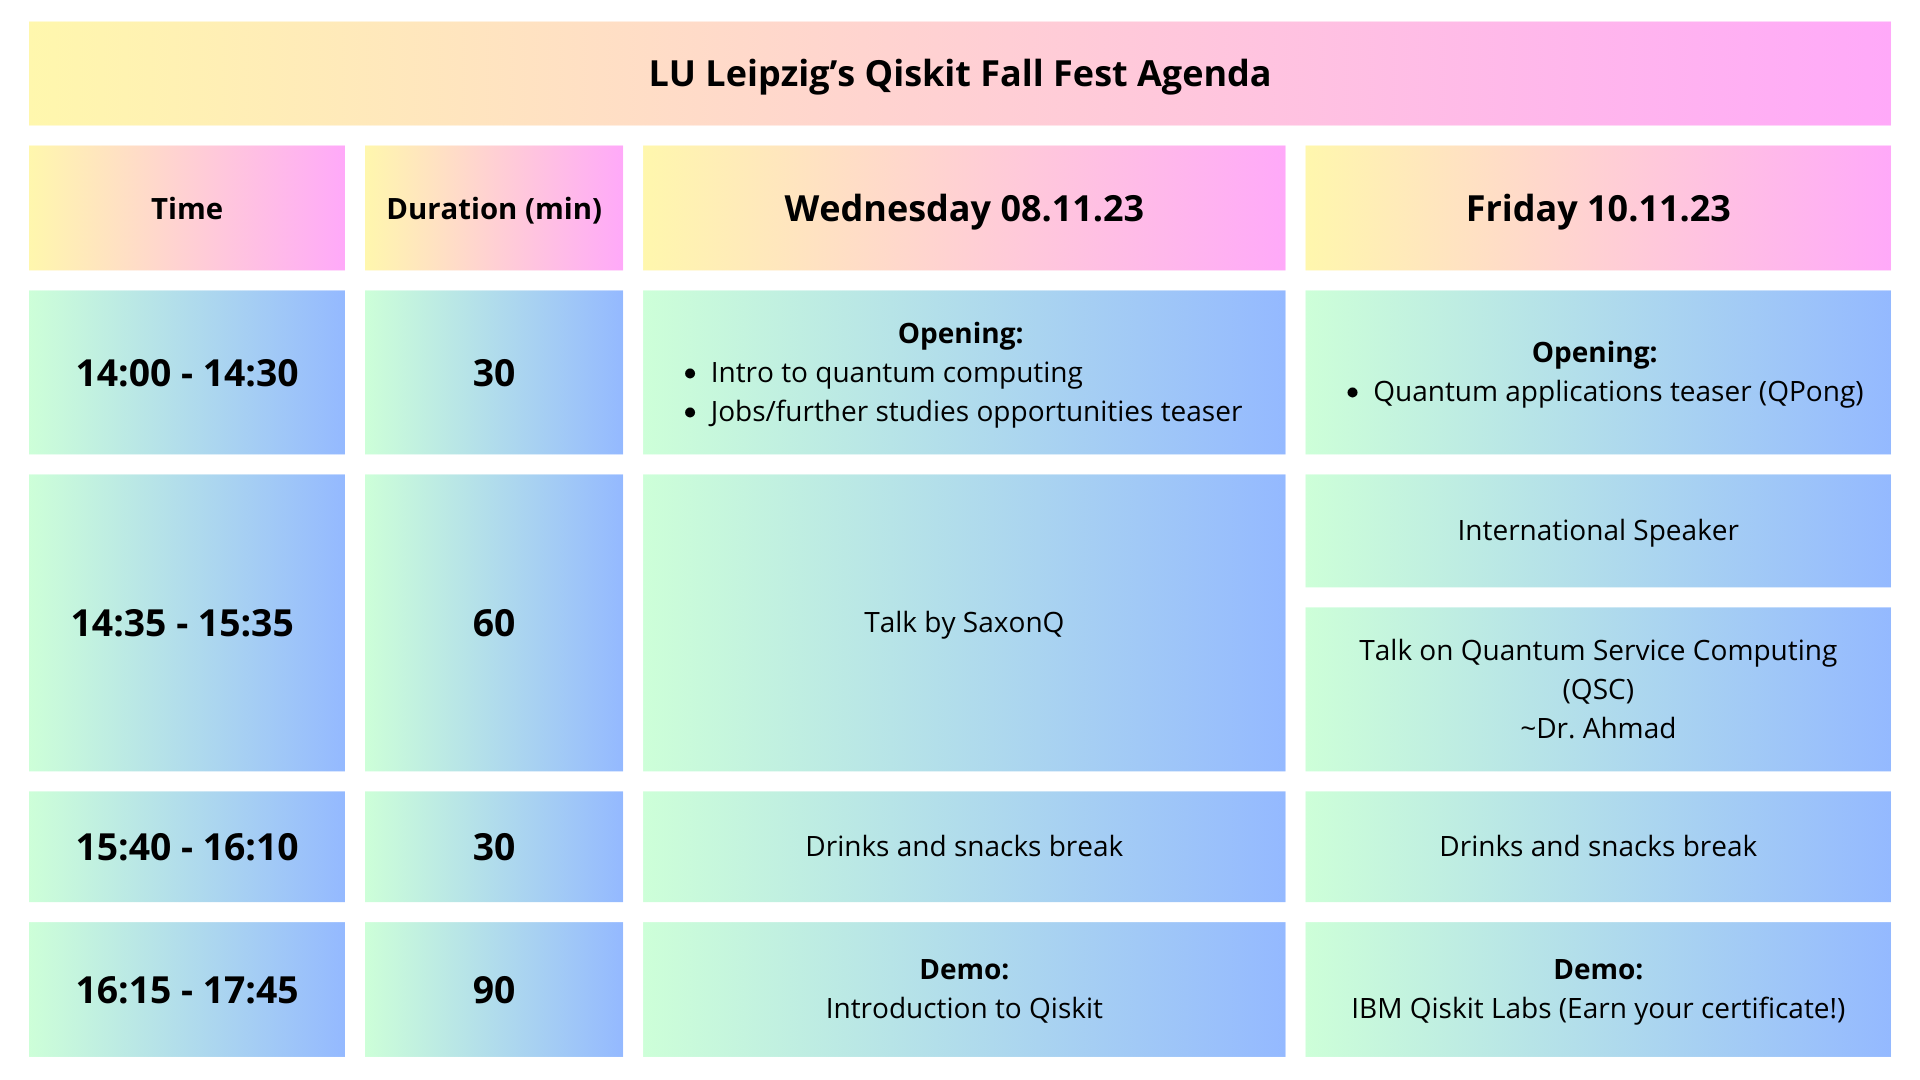 LU Leipzig’s Qiskit Fall Fest Agenda
Time
Duration (min)
Wednesday 08.11.23
Friday 10.11.23
14:00 - 14:30
30
Opening:
• Intro to quantum computing
• Jobs/further studies opportunities teaser
Opening:
• Quantum applications teaser (QPong)
14:35 - 15:35
60
Talk by SaxonQ
International Speaker
Talk on Quantum Service Computing
(QSC)
~Dr. Ahmad
15:40 - 16:10
30
Drinks and snacks break
Drinks and snacks break
16:15 - 17:45
90
Demo:
Introduction to Qiskit
Demo:
IBM Qiskit Labs (Earn your certificate!)